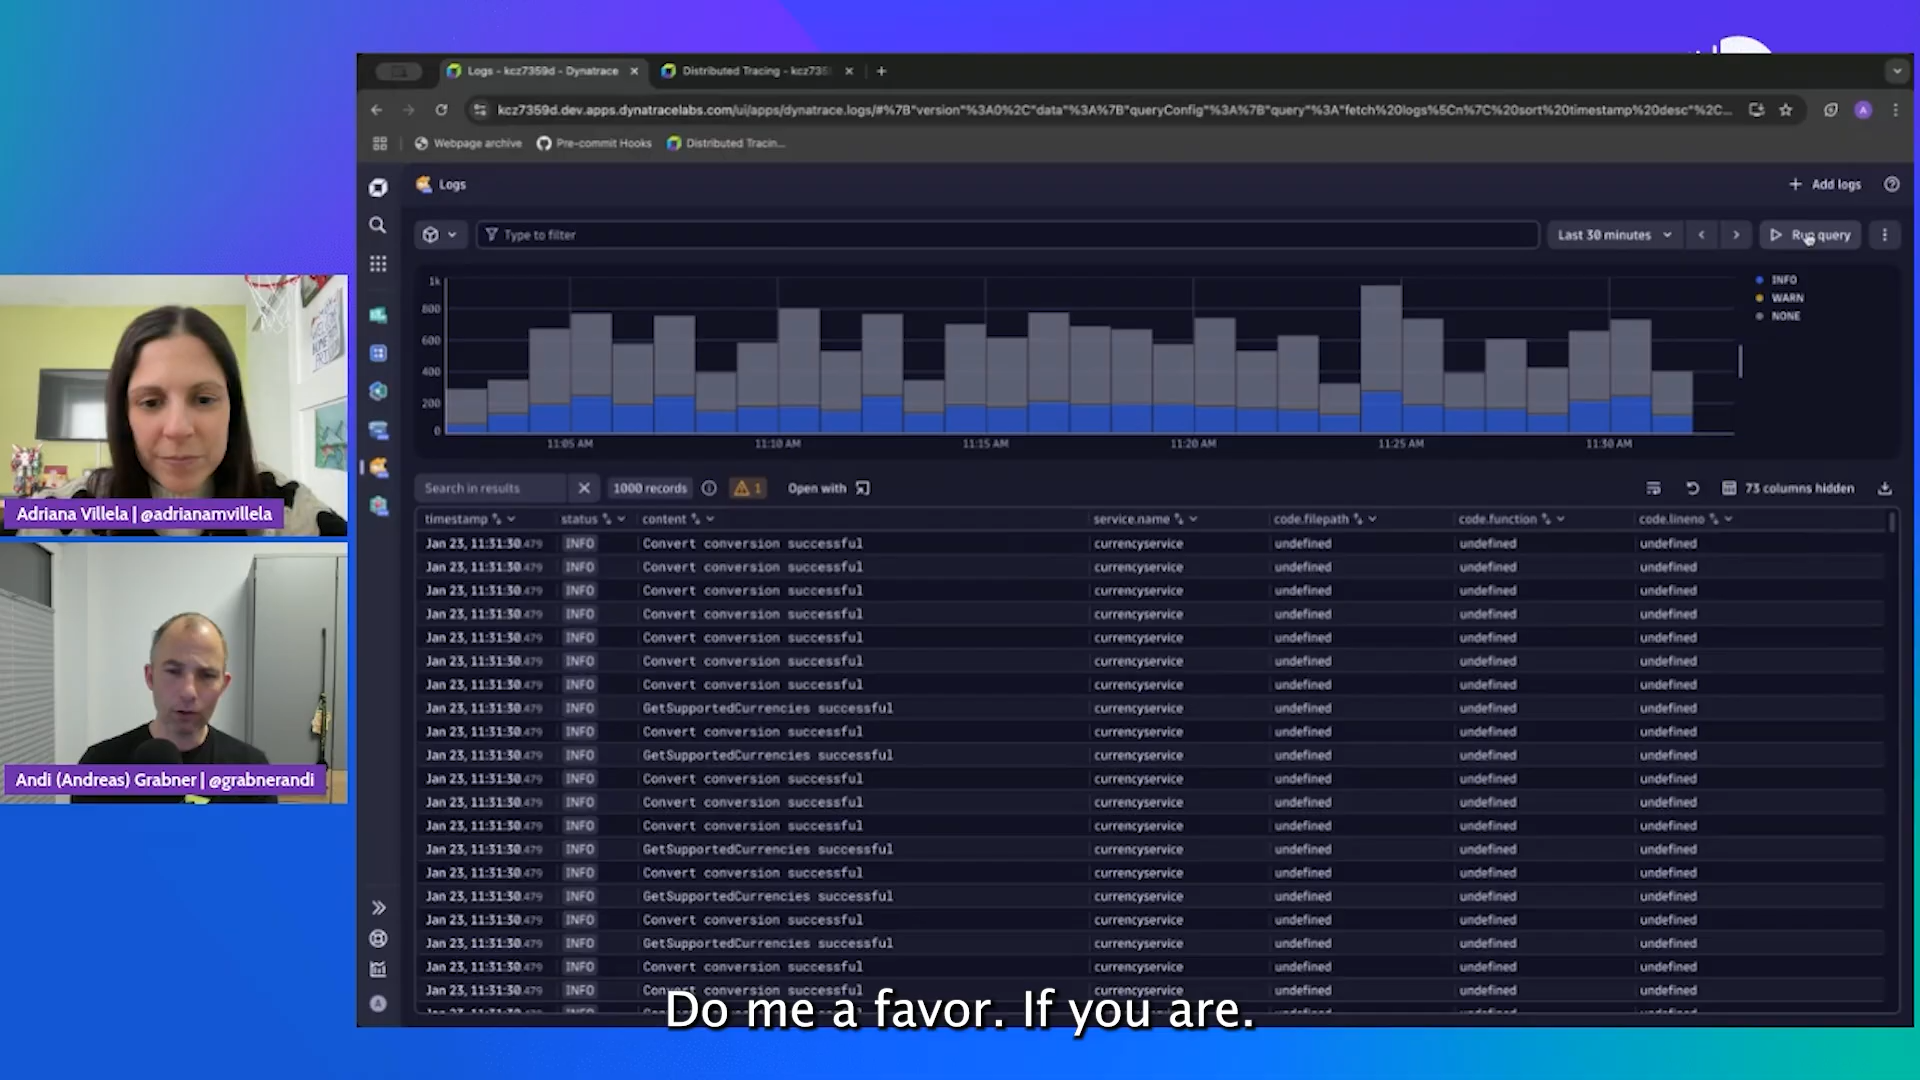 Logs - kcz7359d - Dynatrace
Distributed Tracing - kcz735
kcz7359d.dev.apps.dynatracelabs.com/ui/apps/dynatrace.logs/#%7B"version"%3A0%2C"data"%3A%7B"queryConfig"%3A%7B"query"%3A"fetch%20logs%5Cn%7C%20sort%20timestamp%20desc"%2C...
A
Webpage archive
Pre-commit Hooks
Distributed Tracin...
Logs
Add logs
Type to filter
Last 30 minutes
Run query
1k
800
600
400
200
0
11:05 AM
11:10 AM
11:15 AM
11:20 AM
11:25 AM
11:30 AM
INFO
WARN
NONE
Search in results
1000 records
1
Open with
73 columns hidden
timestamp status content service.name code.filepath code.function code.lineno
Jan 23, 11:31:30.479 INFO Convert conversion successful currencyservice undefined undefined undefined
Jan 23, 11:31:30.479 INFO Convert conversion successful currencyservice undefined undefined undefined
Jan 23, 11:31:30.479 INFO Convert conversion successful currencyservice undefined undefined undefined
Jan 23, 11:31:30.479 INFO Convert conversion successful currencyservice undefined undefined undefined
Jan 23, 11:31:30.479 INFO Convert conversion successful currencyservice undefined undefined undefined
Jan 23, 11:31:30.479 INFO Convert conversion successful currencyservice undefined undefined undefined
Jan 23, 11:31:30.479 INFO Convert conversion successful currencyservice undefined undefined undefined
Jan 23, 11:31:30.479 INFO GetSupportedCurrencies successful currencyservice undefined undefined undefined
Jan 23, 11:31:30.479 INFO Convert conversion successful currencyservice undefined undefined undefined
Jan 23, 11:31:30.479 INFO GetSupportedCurrencies successful currencyservice undefined undefined undefined
Jan 23, 11:31:30.479 INFO Convert conversion successful currencyservice undefined undefined undefined
Jan 23, 11:31:30.479 INFO Convert conversion successful currencyservice undefined undefined undefined
Jan 23, 11:31:30.479 INFO Convert conversion successful currencyservice undefined undefined undefined
Jan 23, 11:31:30.479 INFO GetSupportedCurrencies successful currencyservice undefined undefined undefined
Jan 23, 11:31:30.479 INFO Convert conversion successful currencyservice undefined undefined undefined
Jan 23, 11:31:30.479 INFO GetSupportedCurrencies successful currencyservice undefined undefined undefined
Jan 23, 11:31:30.479 INFO Convert conversion successful currencyservice undefined undefined undefined
Jan 23, 11:31:30.479 INFO GetSupportedCurrencies successful currencyservice undefined undefined undefined
Jan 23, 11:31:30.479 INFO Convert conversion successful currencyservice undefined undefined undefined
Jan 23, 11:31:30.479 INFO Convert conversion successful currencyservice undefined undefined undefined
A
Adriana Villela | @adrianamvillela
Andi (Andreas) Grabner | @grabnerandi
Do me a favor. If you are.